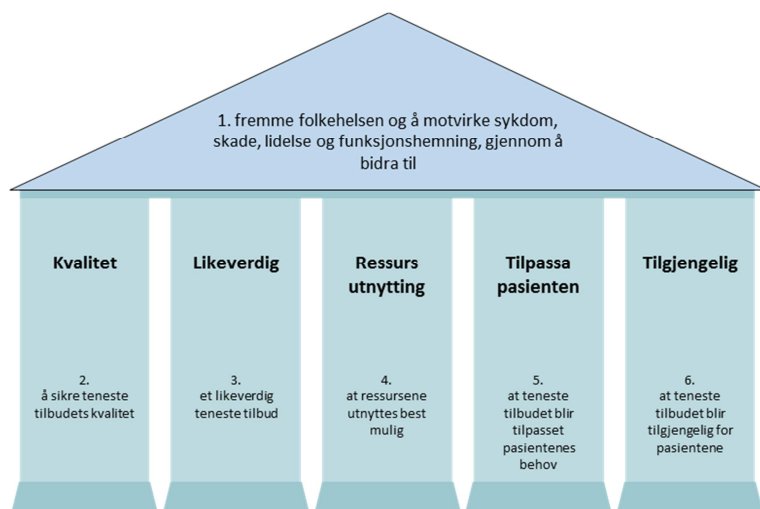 1. fremme folkehelsen og å motvirke sykdom,
skade, lidelse og funksjonshemning, gjennom å
bidra til
Kvalitet
2.
å sikre teneste
tilbudets kvalitet
Likeverdig
3.
et likeverdig
teneste tilbud
Ressurs
utnytting
4.
at ressursene
utnyttes best
mulig
Tilpassa
pasienten
5.
at teneste
tilbudet blir
tilpasset
pasientenes
behov
Tilgjengelig
6.
at teneste
tilbudet blir
tilgjengelig for
pasientene